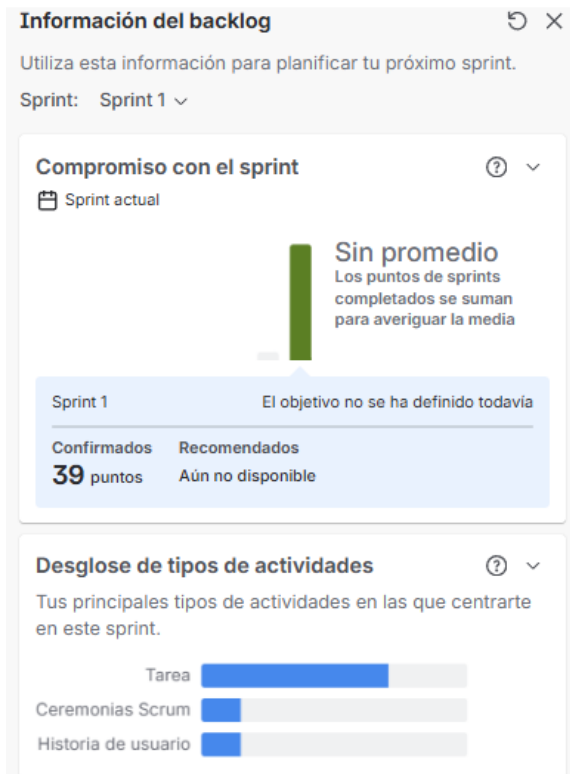 Información del backlog
Utiliza esta información para planificar tu próximo sprint.
Sprint: Sprint 1
Compromiso con el sprint
Sprint actual
Sin promedio
Los puntos de sprints
completados se suman
para averiguar la media
Sprint 1 El objetivo no se ha definido todavía
Confirmados Recomendados
39 puntos Aún no disponible
Desglose de tipos de actividades
Tus principales tipos de actividades en las que centrarte
en este sprint.
Tarea
Ceremonias Scrum
Historia de usuario